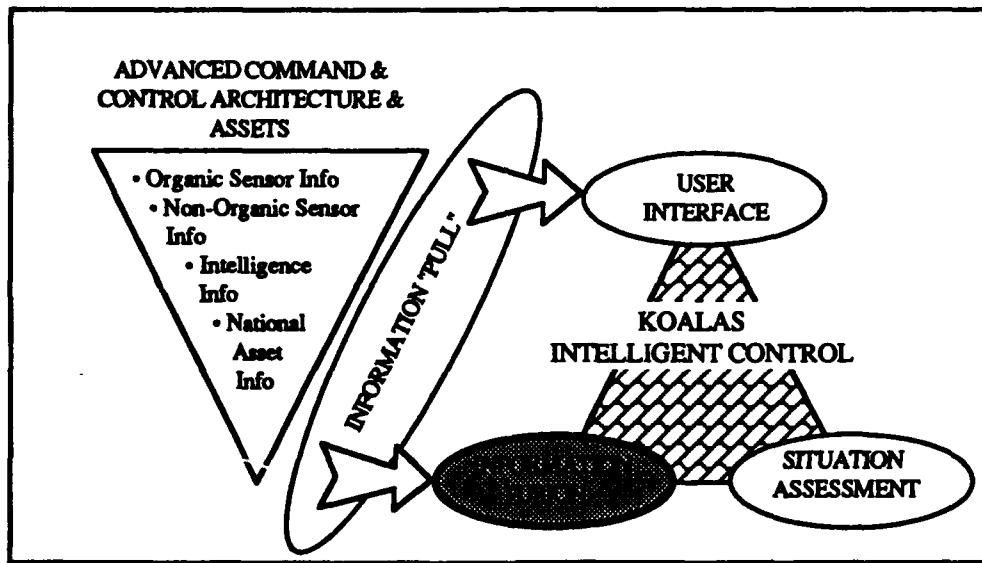 ADVANCED COMMAND &
CONTROL ARCHITECTURE &
ASSETS
• Organic Sensor Info
• Non-Organic Sensor
Info
• Intelligence
Info
• National
Asset
Info
INFORMATION "PULL"
USER
INTERFACE
KOALAS
INTELLIGENT CONTROL
SITUATION
ASSESSMENT